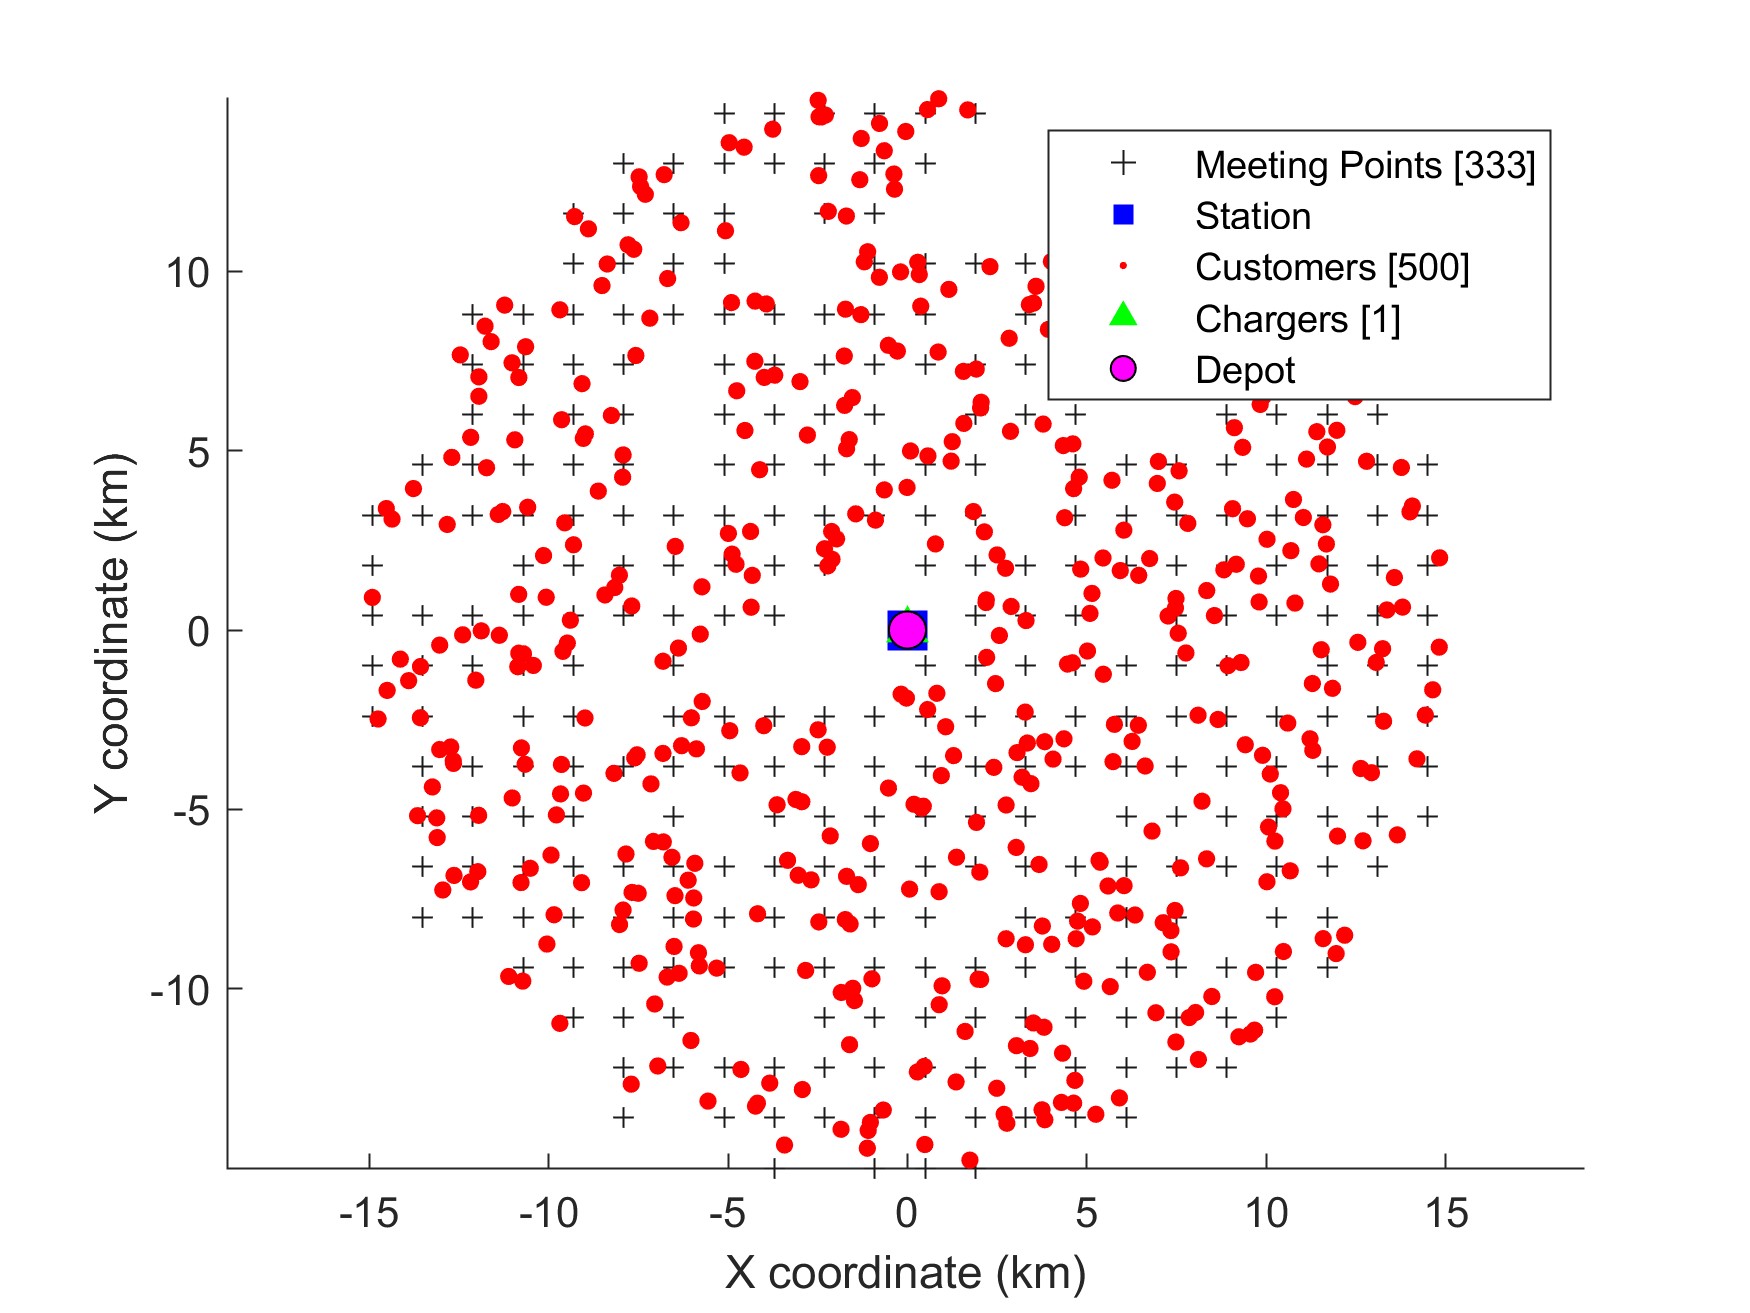 Meeting Points [333]
Station
Customers [500]
Chargers [1]
Depot
10
5
0
-5
-10
Y coordinate (km)
-15
-10
-5
0
5
10
15
X coordinate (km)